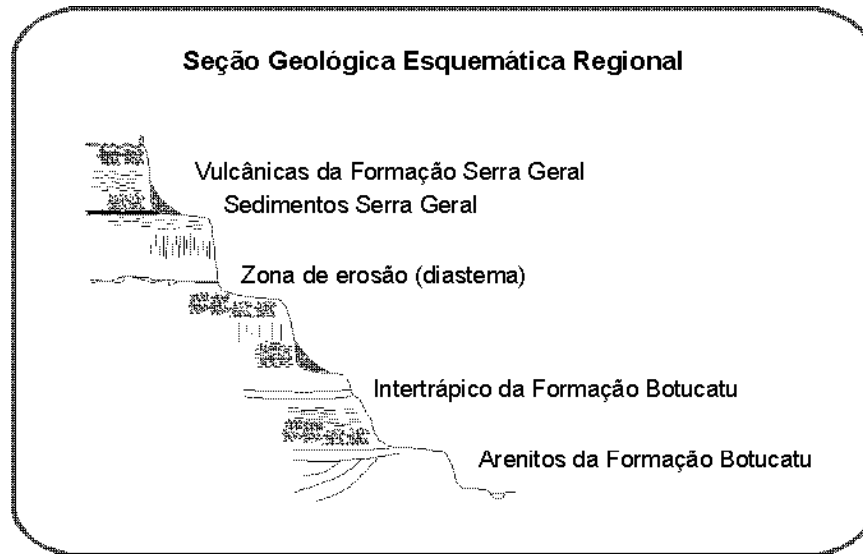 Seção Geológica Esquemática Regional
Vulcânicas da Formação Serra Geral
Sedimentos Serra Geral
Zona de erosão (diastema)
Intertrápico da Formação Botucatu
Arenitos da Formação Botucatu